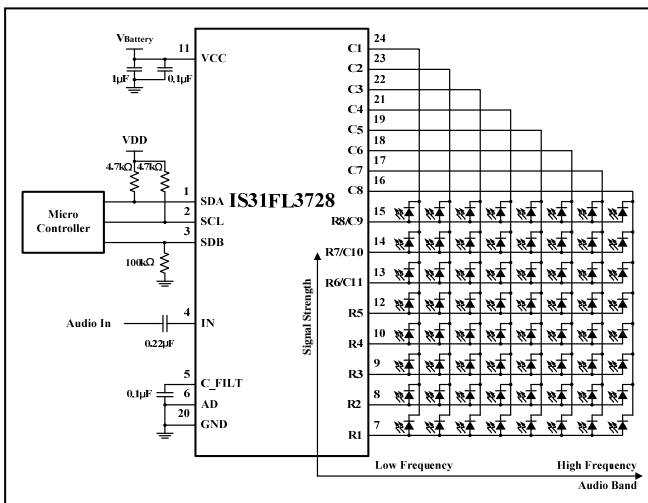 VBattery
11
VCC
1µF
0.1µF
VDD
4.7kΩ 4.7kΩ
Micro
Controller
1
SDA
2
SCL
3
SDB
100kΩ
IS31FL3728
Audio In
4
IN
0.22µF
5
C_FILT
0.1µF
6
AD
20
GND
24
C1
23
C2
22
C3
21
C4
19
C5
18
C6
17
C7
16
C8
15
R8/C9
14
R7/C10
13
R6/C11
12
R5
10
R4
9
R3
8
R2
7
R1
Signal Strength
Low Frequency
High Frequency
Audio Band